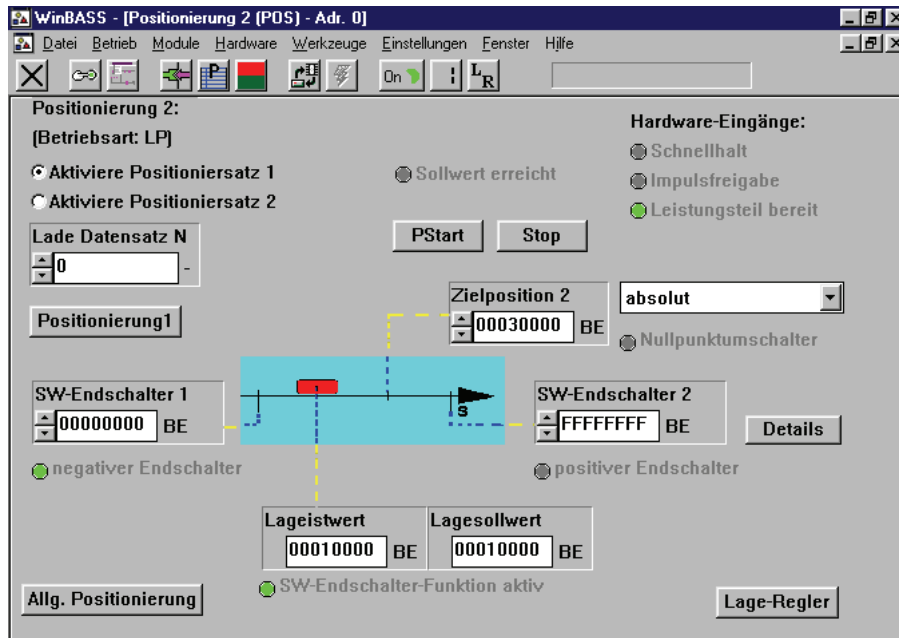 WinBASS - [Positionierung 2 (POS) - Adr. 0]
Datei Betrieb Module Hardware Werkzeuge Einstellungen Fenster Hilfe
On L R
Positionierung 2:
(Betriebsart: LP)
Hardware-Eingänge:
Aktiviere Positioniersatz 1
Sollwert erreicht
Schnellhalt
Aktiviere Positioniersatz 2
Impulsfreigabe
Leistungsteil bereit
Lade Datensatz N
0 -
PStart Stop
Zielposition 2
00030000 BE
absolut
Positionierung1
Nullpunktumschalter
SW-Endschalter 1
00000000 BE
s
SW-Endschalter 2
FFFFFFFF BE
Details
negativer Endschalter
positiver Endschalter
Lageistwert Lagesollwert
00010000 BE 00010000 BE
SW-Endschalter-Funktion aktiv
Allg. Positionierung
Lage-Regler